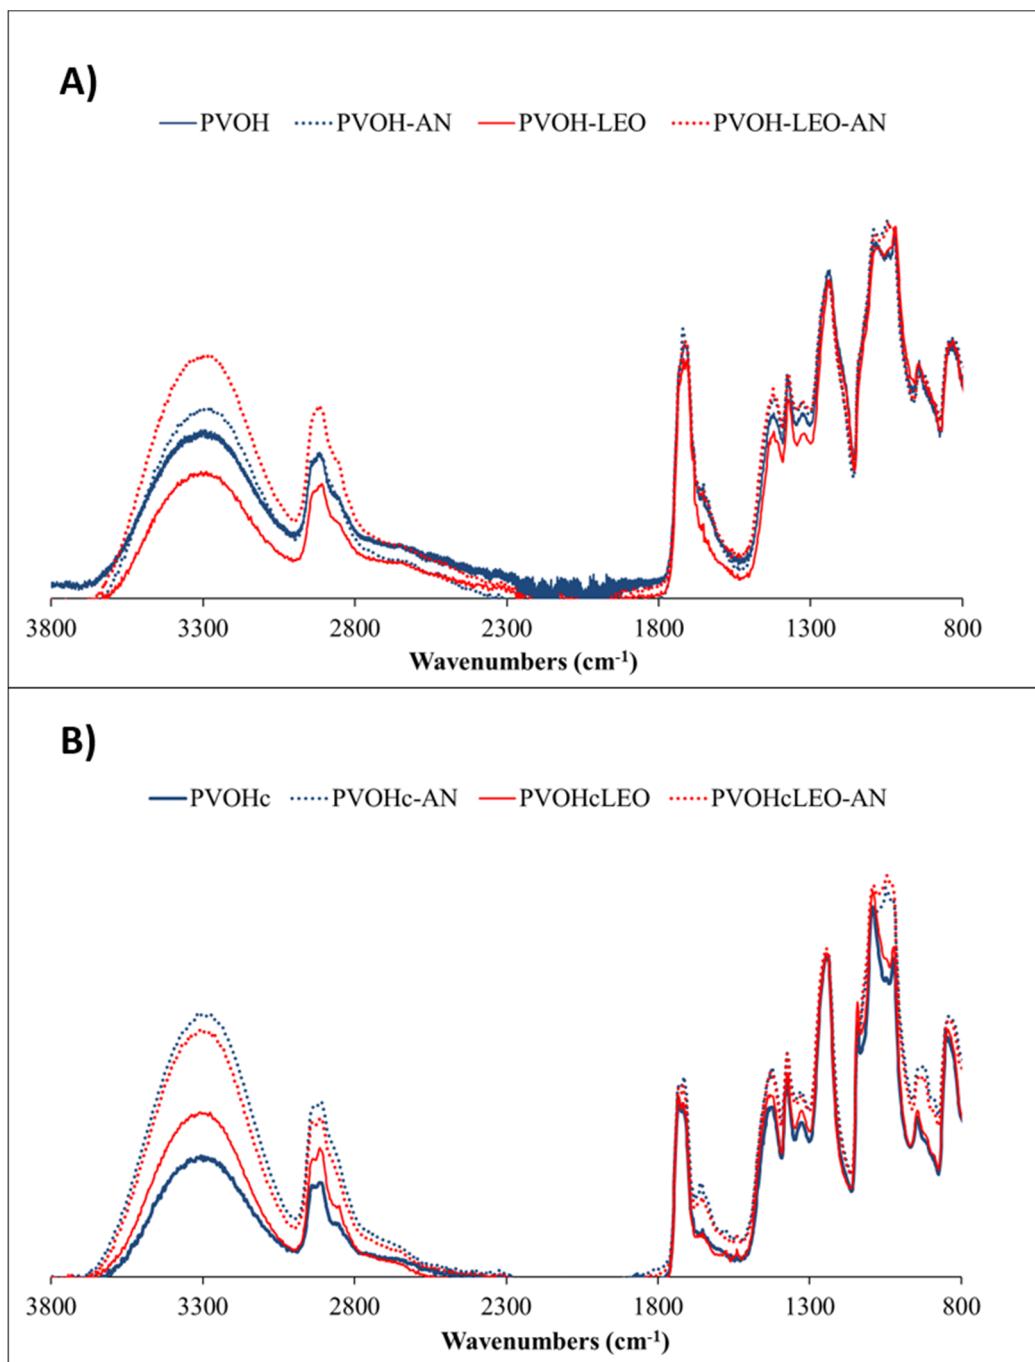 A)
PVOH PVOH-AN PVOH-LEO PVOH-LEO-AN
3800 3300 2800 2300 1800 1300 800
Wavenumbers (cm-1)
B)
PVOHc PVOHc-AN PVOHcLEO PVOHcLEO-AN
3800 3300 2800 2300 1800 1300 800
Wavenumbers (cm-1)